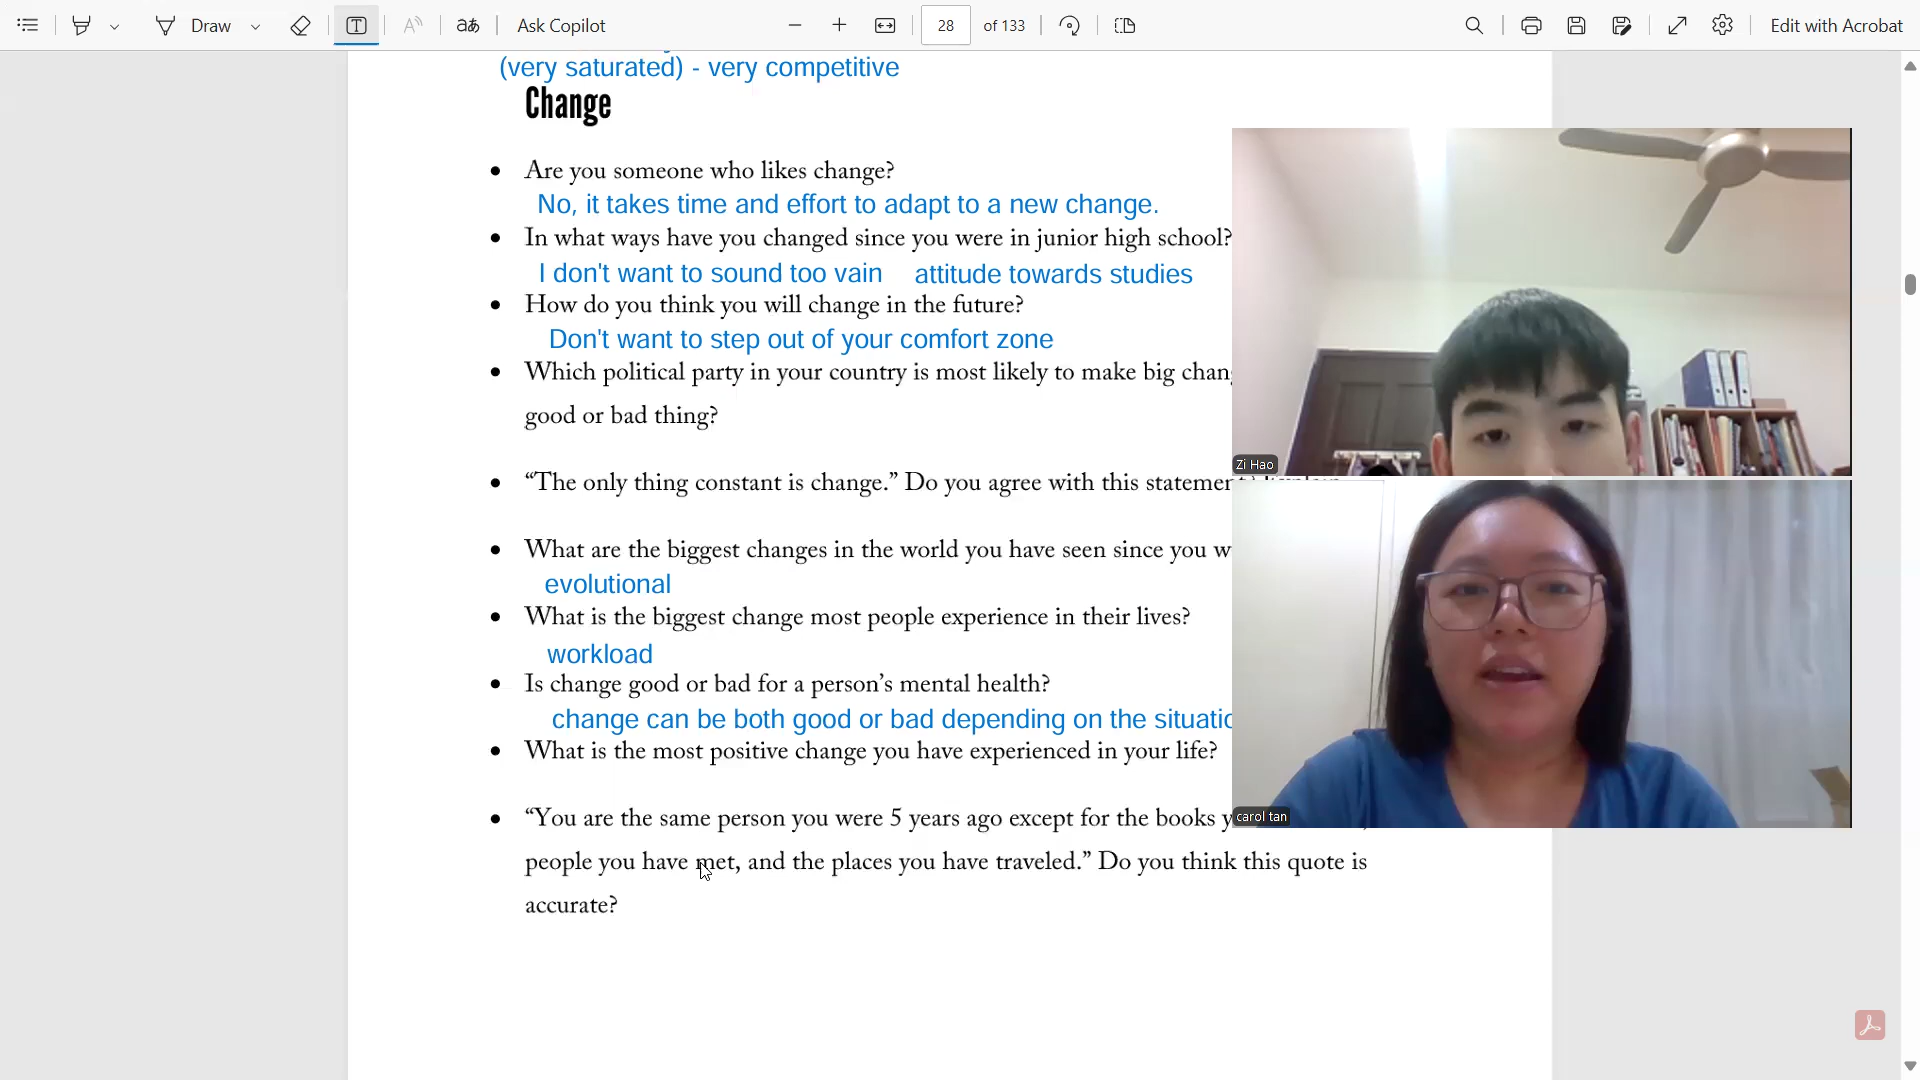 Draw
aあ
Ask Copilot
28
of 133
Edit with Acrobat
(very saturated) - very competitive
Change
Are you someone who likes change?
No, it takes time and effort to adapt to a new change.
In what ways have you changed since you were in junior high school?
I don't want to sound too vain attitude towards studies
How do you think you will change in the future?
Don't want to step out of your comfort zone
Which political party in your country is most likely to make big
good or bad thing?
“The only thing constant is change.” Do you agree with this
What are the biggest changes in the world you have seen since you
evolutional
What is the biggest change most people experience in their lives?
workload
Is change good or bad for a person’s mental health?
change can be both good or bad depending on the
What is the most positive change you have experienced in your life?
“You are the same person you were 5 years ago except for the books
people you have met, and the places you have traveled.” Do you think this quote is
accurate?
Zi Hao
carol tan